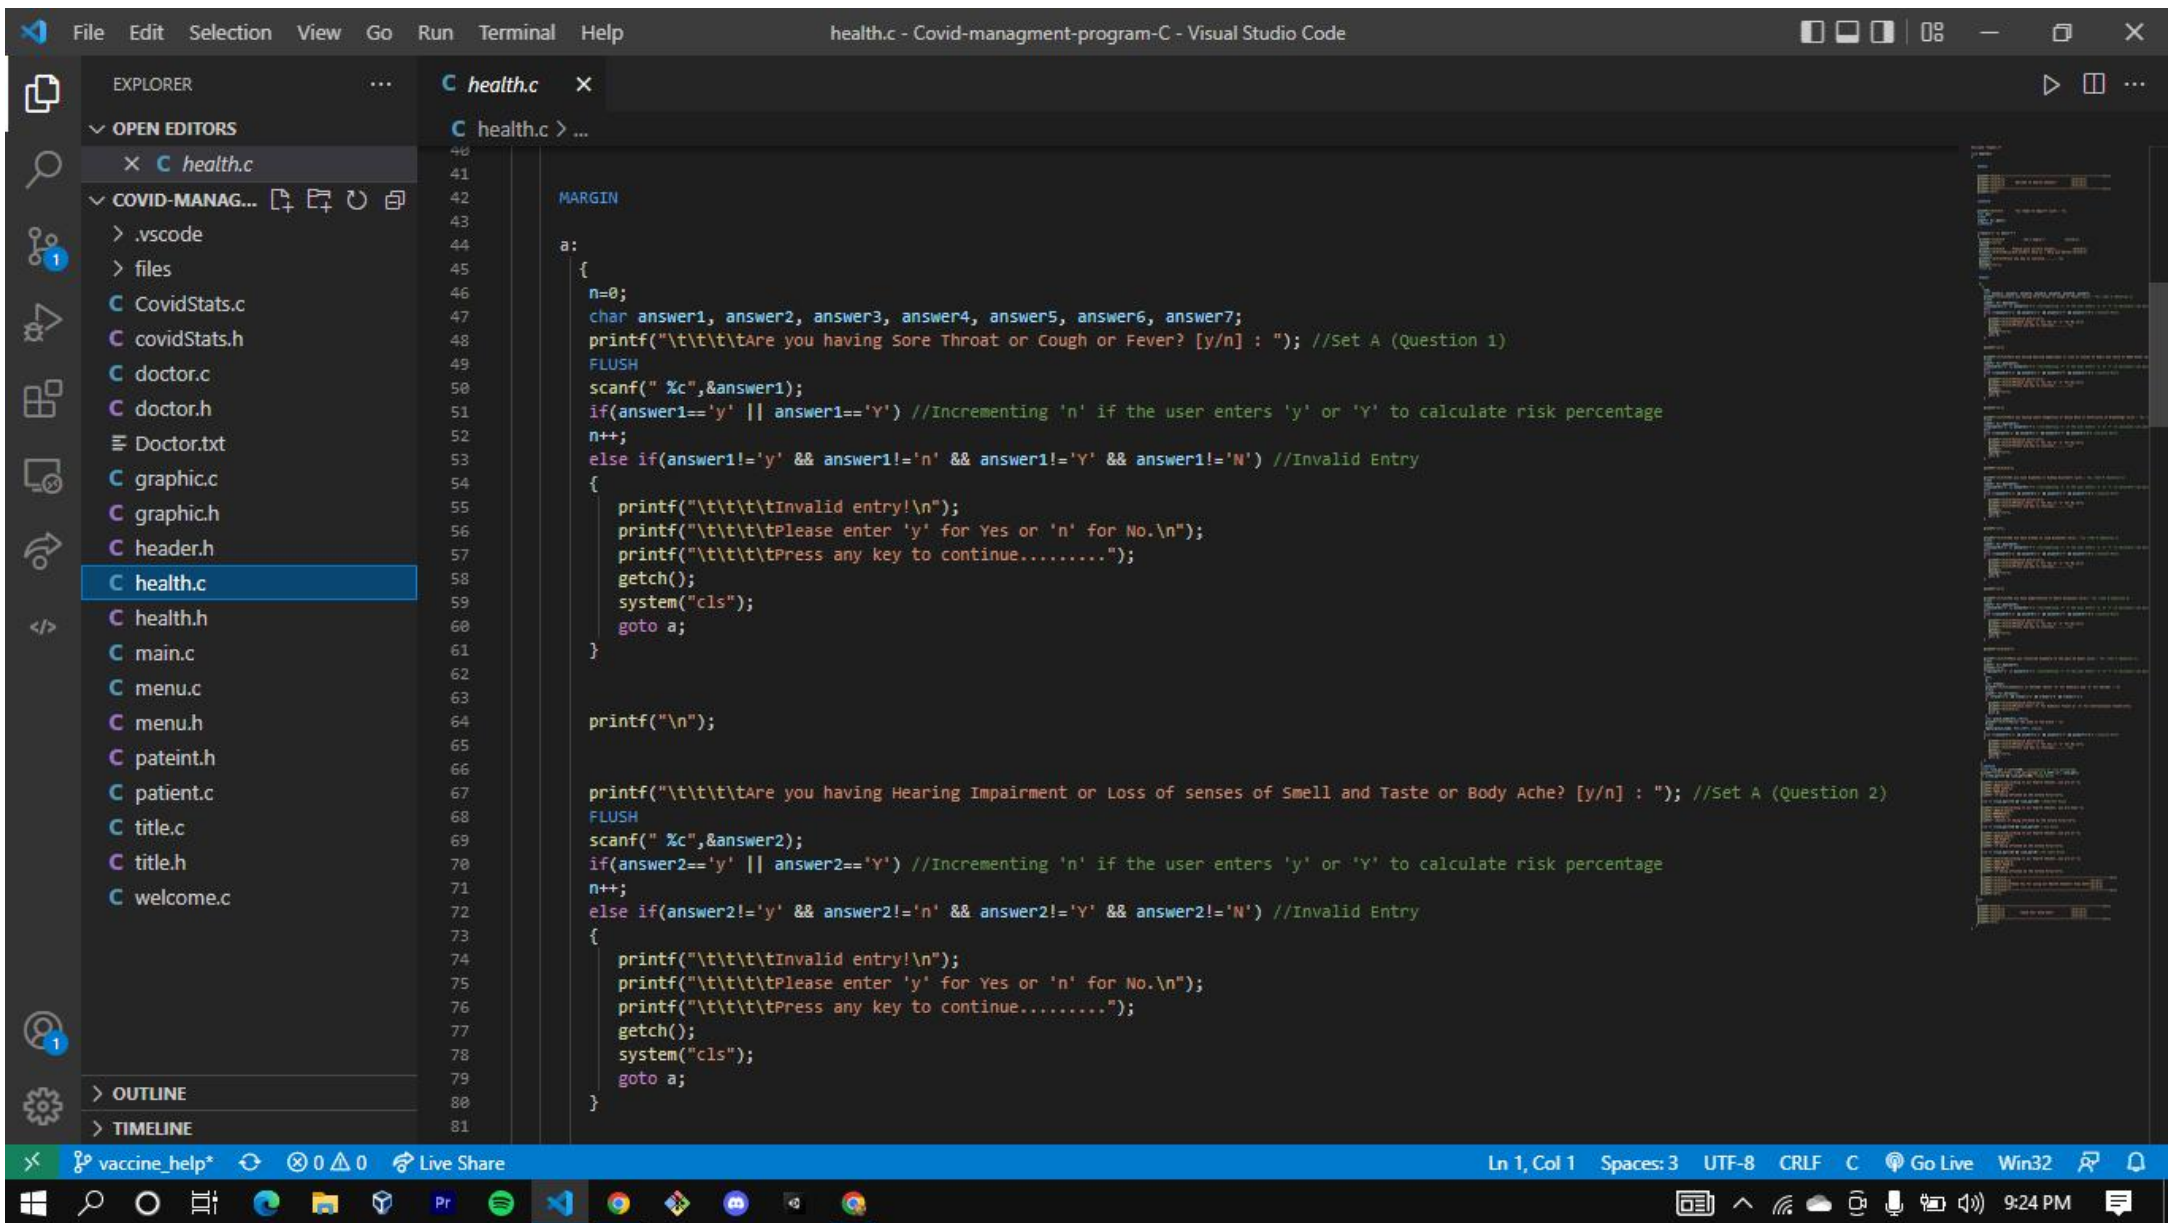 File Edit Selection View Go Run Terminal Help health.c - Covid-managment-program-C - Visual Studio Code
EXPLORER
OPEN EDITORS
C health.c
COVID-MANAG...
.vscode
files
C CovidStats.c
C covidStats.h
C doctor.c
C doctor.h
Doctor.txt
C graphic.c
C graphic.h
C header.h
C health.c
C health.h
C main.c
C menu.c
C menu.h
C pateint.h
C patient.c
C title.c
C title.h
C welcome.c
OUTLINE
TIMELINE
C health.c
C health.c > ...
40
41
42 MARGIN
43
44 a:
45 {
46 n=0;
47 char answer1, answer2, answer3, answer4, answer5, answer6, answer7;
48 printf("\t\t\t\tAre you having Sore Throat or Cough or Fever? [y/n] : "); //Set A (Question 1)
49 FLUSH
50 scanf(" %c",&answer1);
51 if(answer1=='y' || answer1=='Y') //Incrementing 'n' if the user enters 'y' or 'Y' to calculate risk percentage
52 n++;
53 else if(answer1!='y' && answer1!='n' && answer1!='Y' && answer1!='N') //Invalid Entry
54 {
55 printf("\t\t\t\tInvalid entry!\n");
56 printf("\t\t\t\tPlease enter 'y' for Yes or 'n' for No.\n");
57 printf("\t\t\t\tPress any key to continue.........");
58 getch();
59 system("cls");
60 goto a;
61 }
62
63
64 printf("\n");
65
66
67 printf("\t\t\t\tAre you having Hearing Impairment or Loss of senses of Smell and Taste or Body Ache? [y/n] : "); //Set A (Question 2)
68 FLUSH
69 scanf(" %c",&answer2);
70 if(answer2=='y' || answer2=='Y') //Incrementing 'n' if the user enters 'y' or 'Y' to calculate risk percentage
71 n++;
72 else if(answer2!='y' && answer2!='n' && answer2!='Y' && answer2!='N') //Invalid Entry
73 {
74 printf("\t\t\t\tInvalid entry!\n");
75 printf("\t\t\t\tPlease enter 'y' for Yes or 'n' for No.\n");
76 printf("\t\t\t\tPress any key to continue.........");
77 getch();
78 system("cls");
79 goto a;
80 }
81
1
1
vaccine_help* 0 0 Live Share Ln 1, Col 1 Spaces: 3 UTF-8 CRLF C Go Live Win32
Pr 9:24 PM